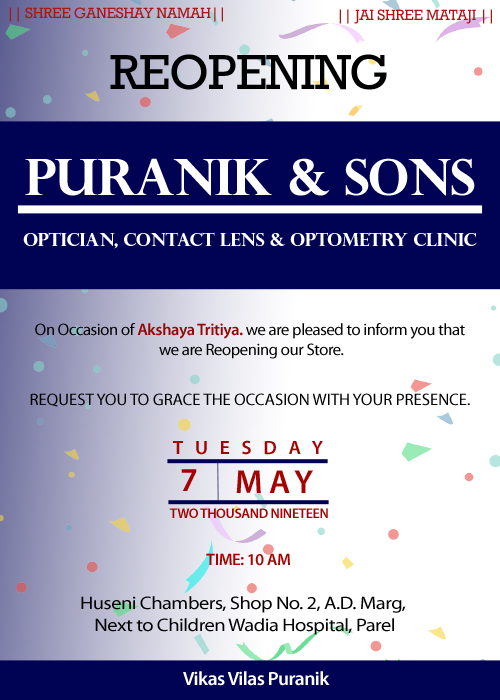 || SHREE GANESHAY NAMAH ||
|| JAI SHREE MATAJI ||
REOPENING
PURANIK & SONS
OPTICIAN, CONTACT LENS & OPTOMETRY CLINIC
On Occasion of Akshaya Tritiya. we are pleased to inform you that
we are Reopening our Store.
REQUEST YOU TO GRACE THE OCCASION WITH YOUR PRESENCE.
TUESDAY
7 MAY
TWO THOUSAND NINETEEN
TIME: 10 AM
Huseni Chambers, Shop No. 2, A.D. Marg,
Next to Children Wadia Hospital, Parel
Vikas Vilas Puranik